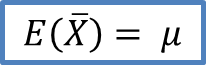 E(X̄) = μ